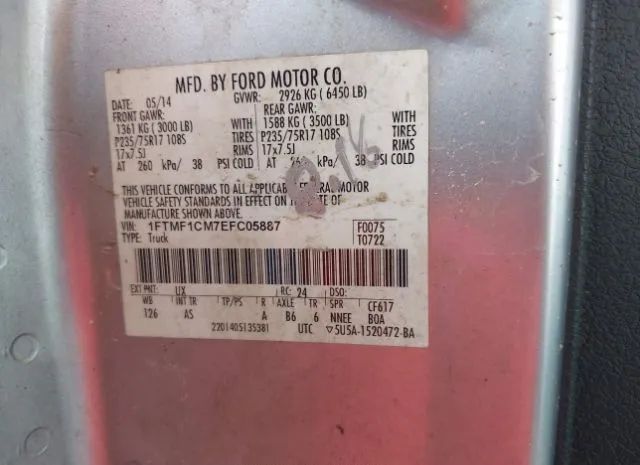 MFD. BY FORD MOTOR CO.
DATE: 05/14 GVWR: 2926 KG ( 6450 LB)
FRONT GAWR: REAR GAWR:
1361 KG ( 3000 LB) WITH 1588 KG ( 3500 LB) WITH
P235/75R17 108S TIRES P235/75R17 108S TIRES
17x7.5J RIMS 17x7.5J RIMS
AT 260 kPa/ 38 PSI COLD AT 260 kPa/ 38 PSI COLD
THIS VEHICLE CONFORMS TO ALL APPLICABLE FEDERAL MOTOR
VEHICLE SAFETY STANDARDS IN EFFECT ON THE DATE OF
MANUFACTURE SHOWN ABOVE.
VIN: 1FTMF1CM7EFC05887 F0075
TYPE: Truck T0722
EXT PNT: UX RC: 24 DSO:
WB INT TR TP/PS R AXLE TR SPR CF617
126 AS A B6 6 NNEE BOA
2201405135381 UTC ▽5U5A-1520472-BA